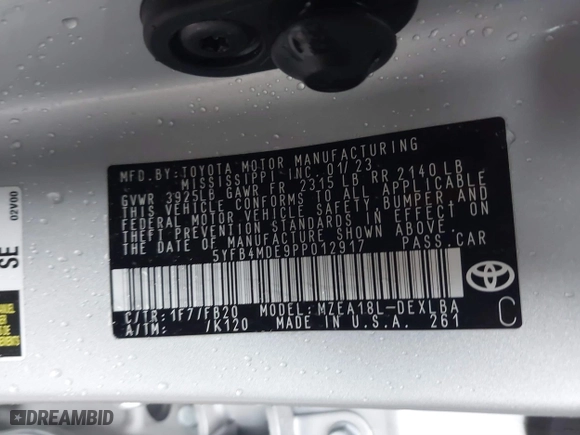 MFD.BY:TOYOTA MOTOR MANUFACTURING
MISSISSIPPI INC. 01/23
GVWR 3925LB GAWR FR 2315 LB RR 2140 LB
THIS VEHICLE CONFORMS TO ALL APPLICABLE
FEDERAL MOTOR VEHICLE SAFETY BUMPER, AND
THEFT PREVENTION STANDARDS IN EFFECT ON
THE DATE OF MANUFACTURE SHOWN ABOVE.
5YFB4MDE9PP012917 PASS.CAR
C/TR: 1F7/FB20 MODEL: MZEA18L-DEXLBA
A/TM: /K120 MADE IN U.S.A. 261
C
TOYOTA
SE
02V00
DREAMBID